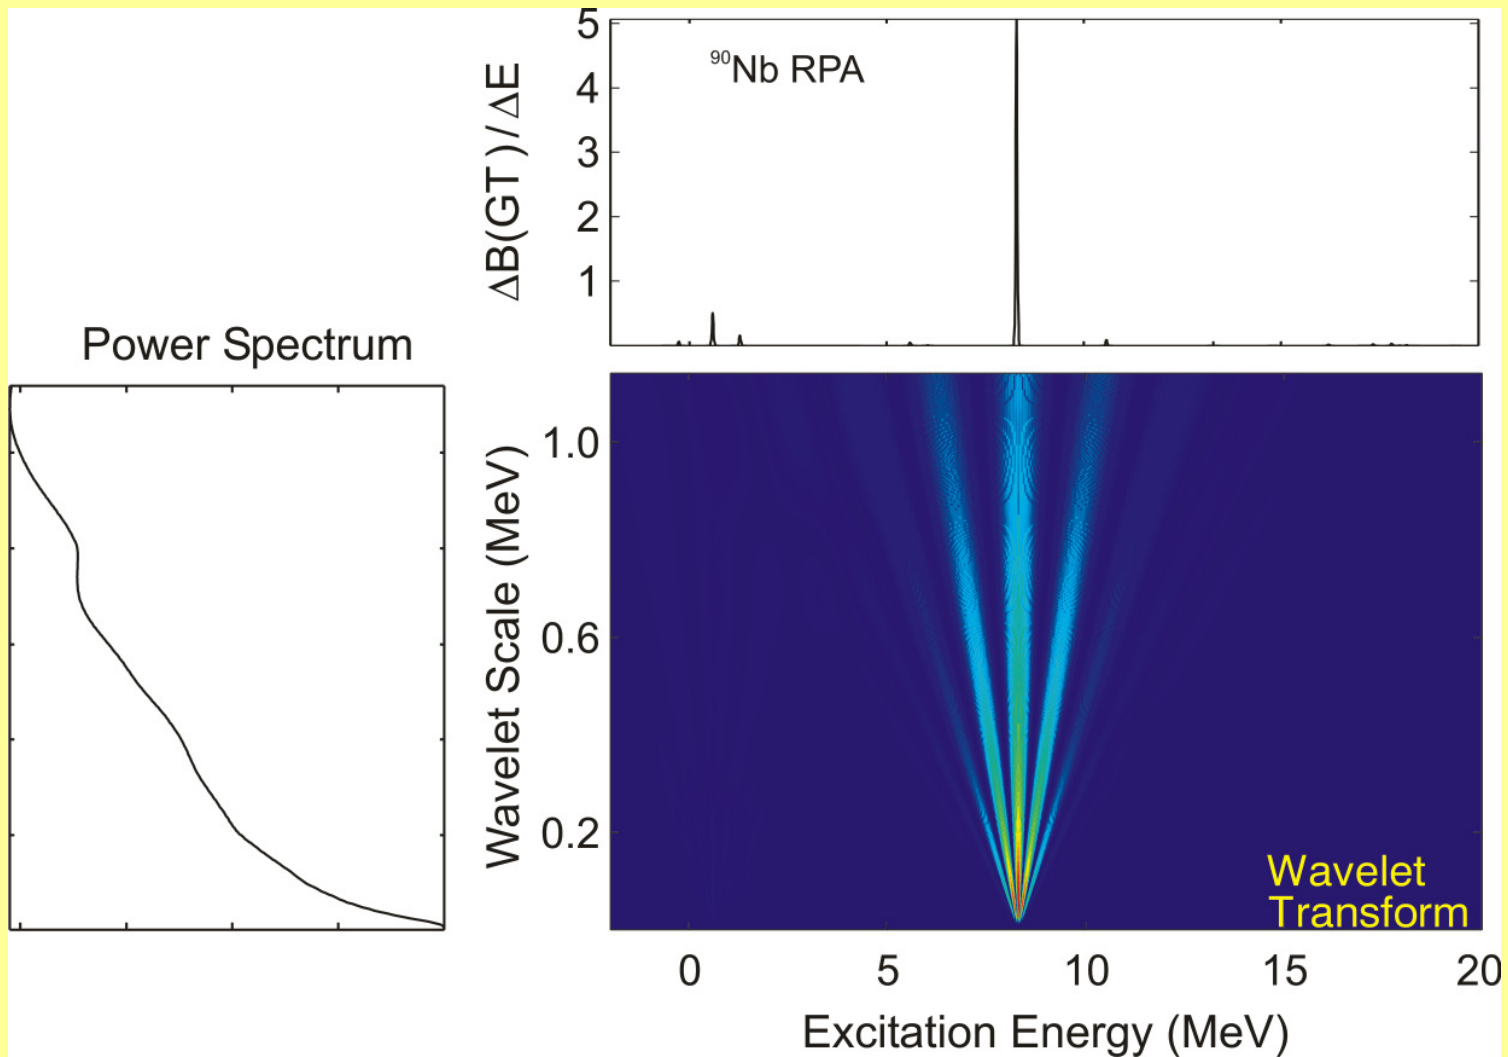 5
4
3
2
1
ΔB(GT)/ΔE
⁹⁰Nb RPA
Power Spectrum
Wavelet Scale (MeV)
1.0
0.6
0.2
Wavelet
Transform
0 5 10 15 20
Excitation Energy (MeV)